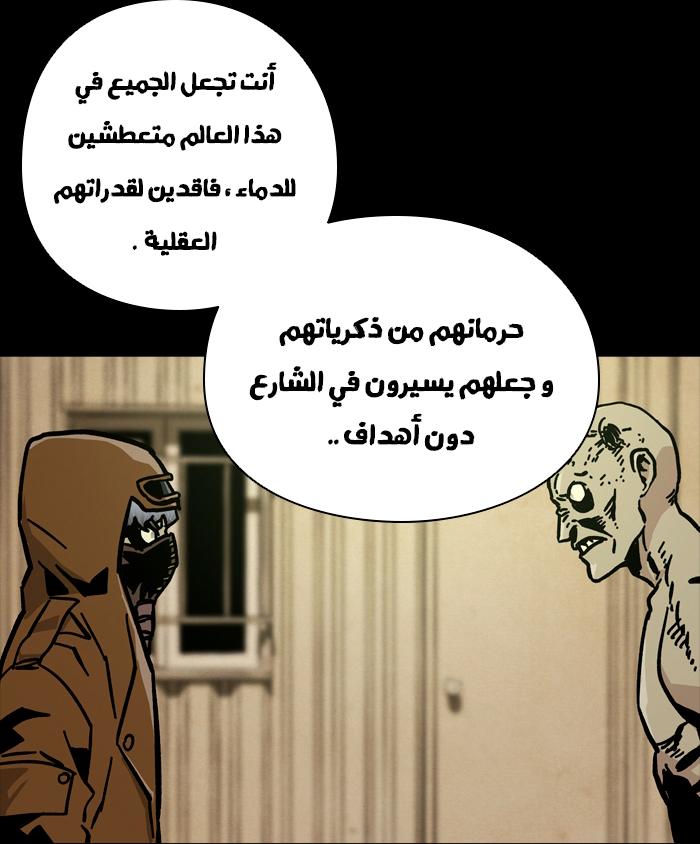 أنت تجعل الجميع في
هذا العالم متعطشين
للدماء ، فاقدين لقدراتهم
العقلية .
حرمانهم من ذكرياتهم
و جعلهم يسيرون في الشارع
دون أهداف ..